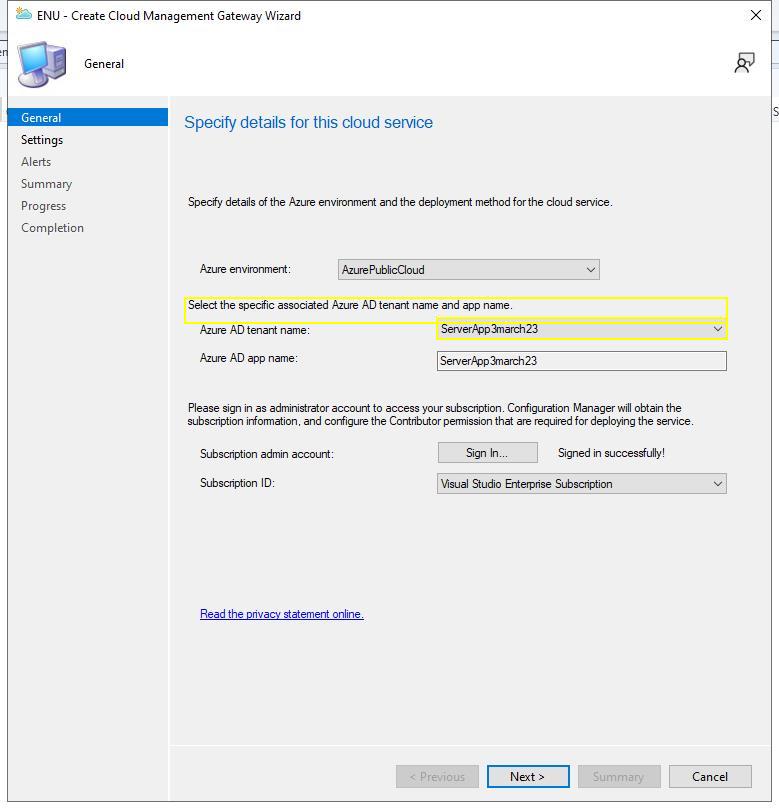 ENU - Create Cloud Management Gateway Wizard
General
General
Settings
Alerts
Summary
Progress
Completion
Specify details for this cloud service
Specify details of the Azure environment and the deployment method for the cloud service.
Azure environment: AzurePublicCloud
Select the specific associated Azure AD tenant name and app name.
Azure AD tenant name: ServerApp3march23
Azure AD app name: ServerApp3march23
Please sign in as administrator account to access your subscription. Configuration Manager will obtain the
subscription information, and configure the Contributor permission that are required for deploying the service.
Subscription admin account: Sign In... Signed in successfully!
Subscription ID: Visual Studio Enterprise Subscription
Read the privacy statement online.
< Previous Next > Summary Cancel